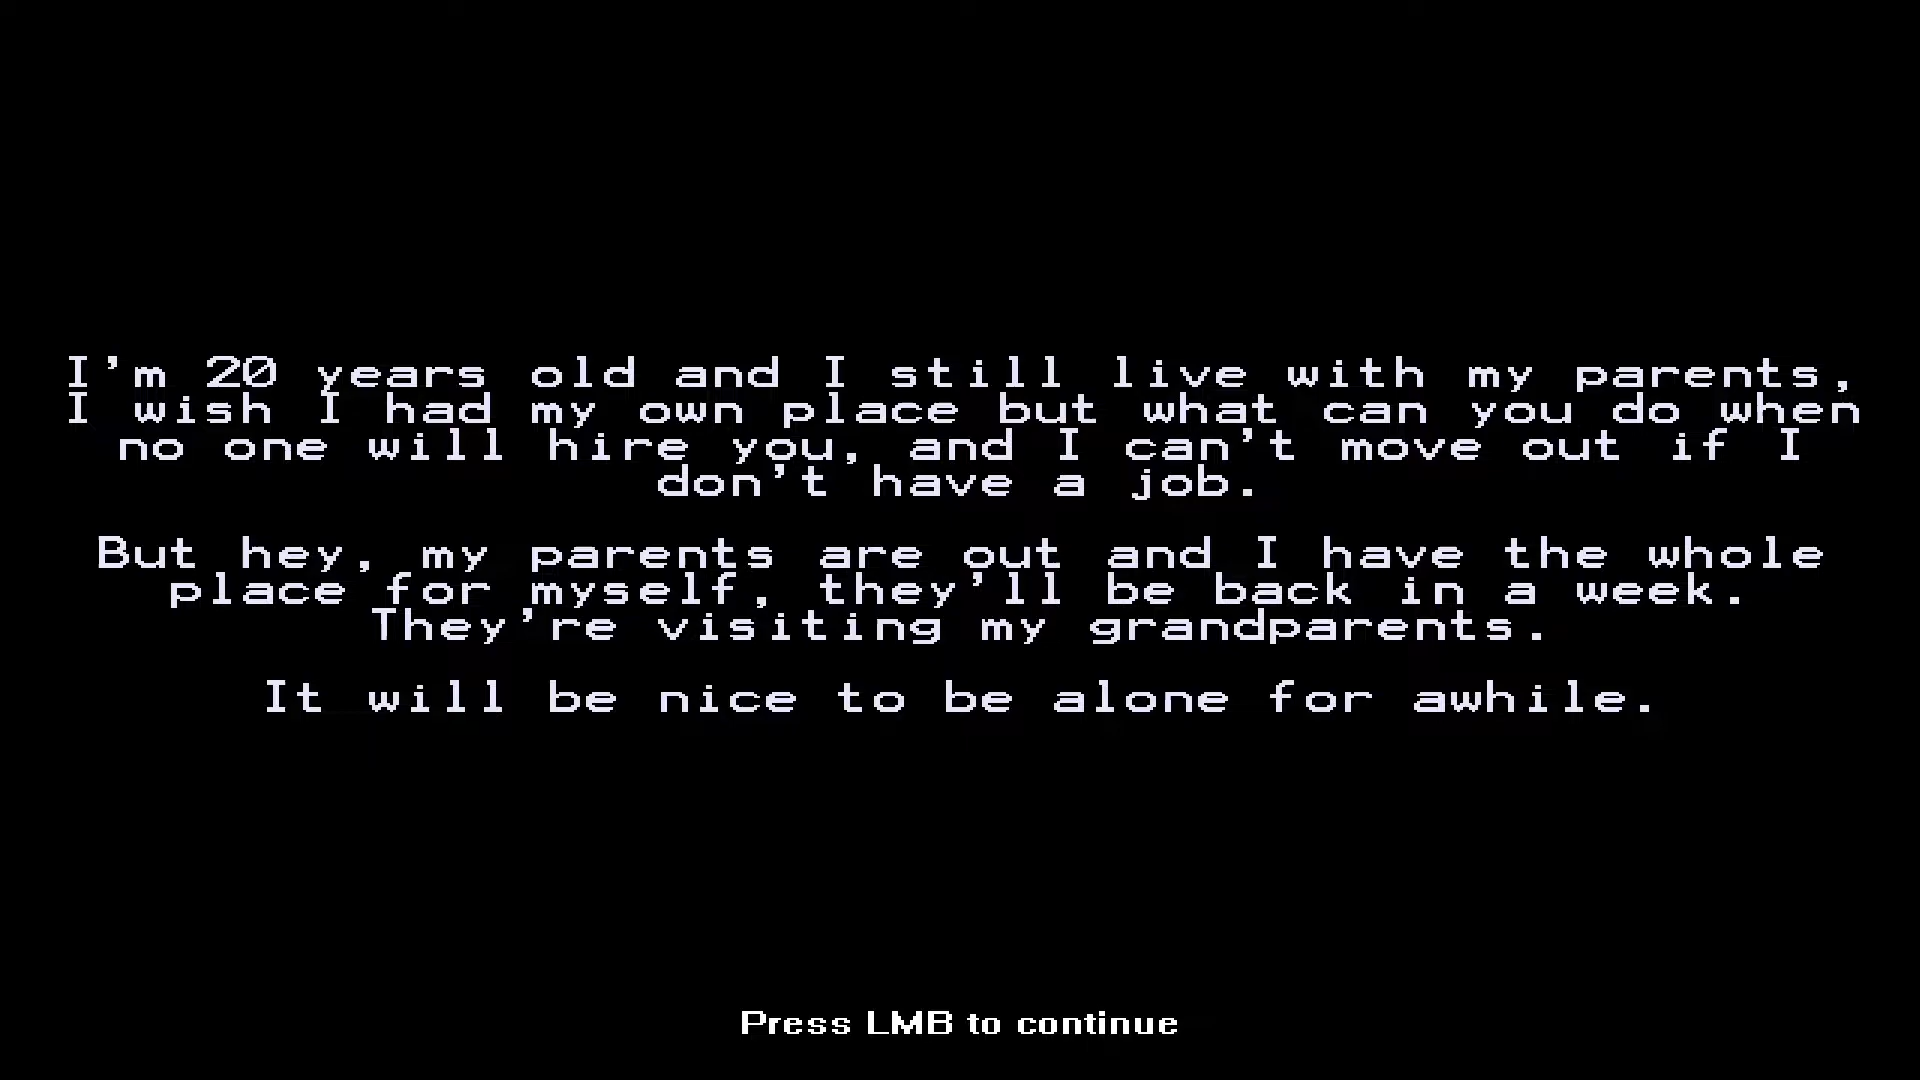 I'm 20 years old and I still live with my parents,
I wish I had my own place but what can you do when
no one will hire you, and I can't move out if I
don't have a job.
But hey, my parents are out and I have the whole
place for myself, they'll be back in a week.
They're visiting my grandparents.
It will be nice to be alone for awhile.
Press LMB to continue